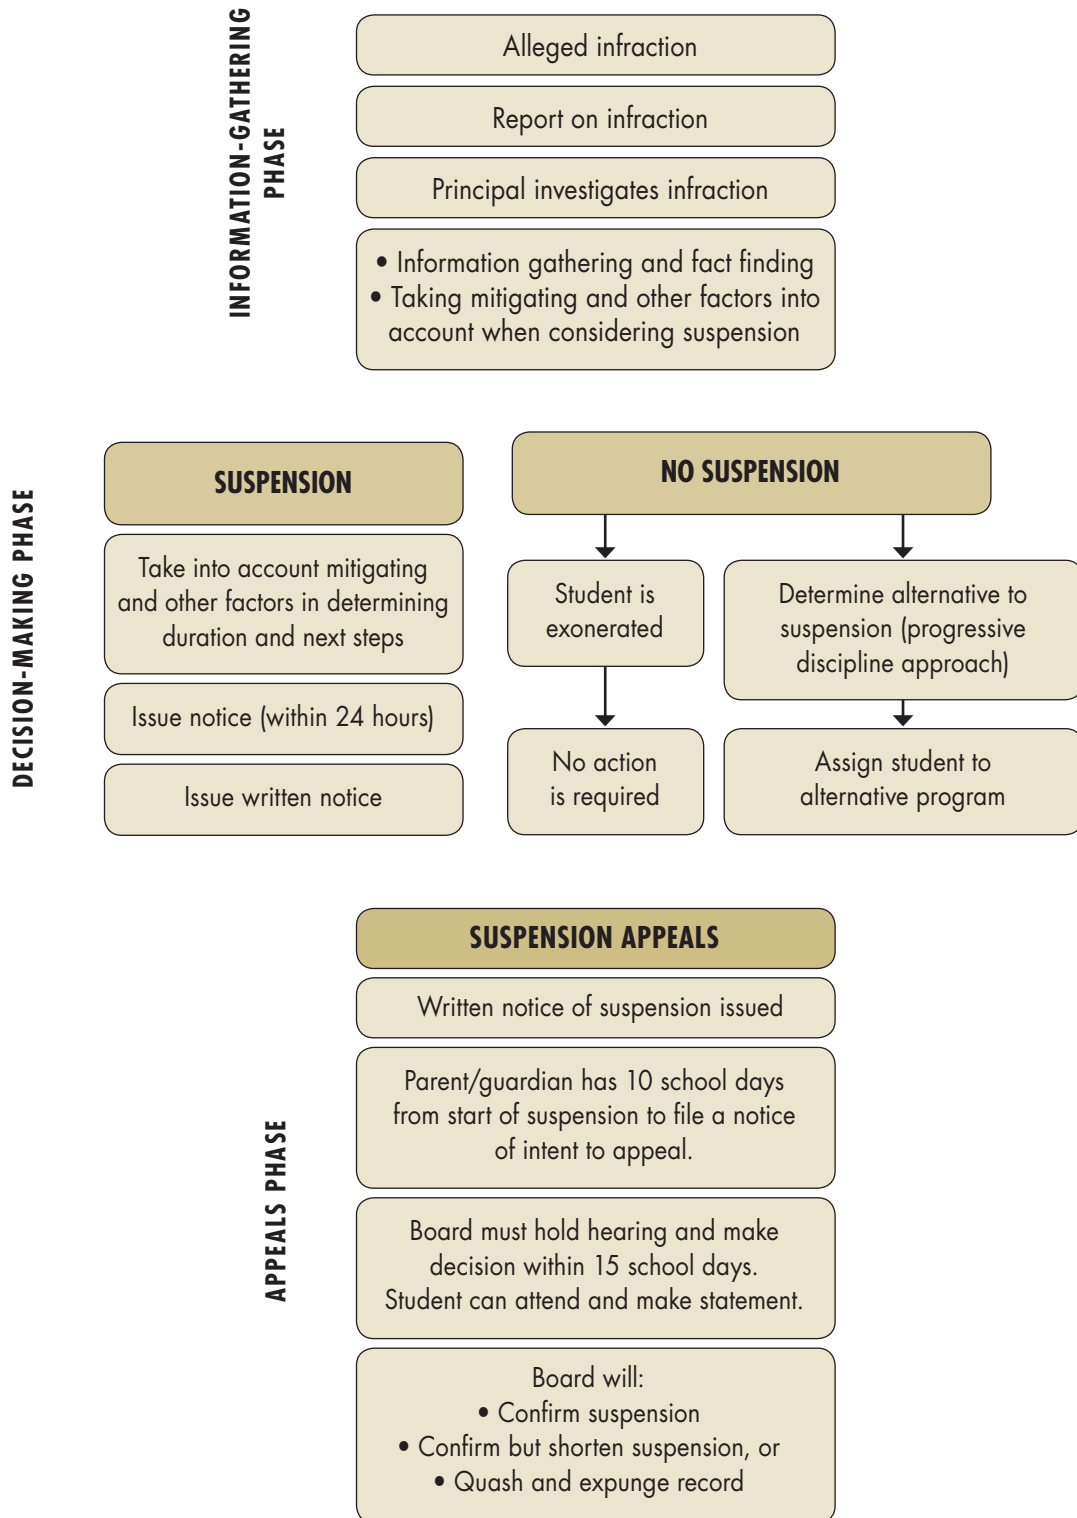 INFORMATION-GATHERING
PHASE
Alleged infraction
Report on infraction
Principal investigates infraction
• Information gathering and fact finding
• Taking mitigating and other factors into
account when considering suspension
DECISION-MAKING PHASE
SUSPENSION
Take into account mitigating
and other factors in determining
duration and next steps
Issue notice (within 24 hours)
Issue written notice
NO SUSPENSION
Student is
exonerated
No action
is required
Determine alternative to
suspension (progressive
discipline approach)
Assign student to
alternative program
APPEALS PHASE
SUSPENSION APPEALS
Written notice of suspension issued
Parent/guardian has 10 school days
from start of suspension to file a notice
of intent to appeal.
Board must hold hearing and make
decision within 15 school days.
Student can attend and make statement.
Board will:
• Confirm suspension
• Confirm but shorten suspension, or
• Quash and expunge record